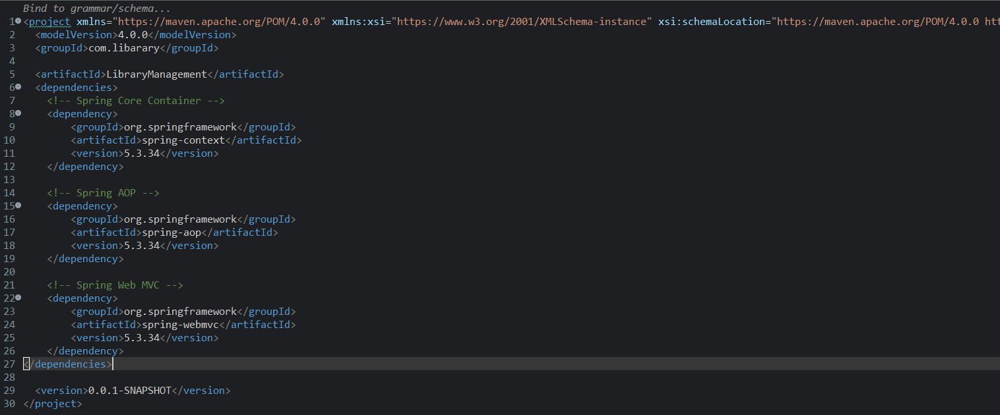 Bind to grammar/schema...
1 <project xmlns="https://maven.apache.org/POM/4.0.0" xmlns:xsi="https://www.w3.org/2001/XMLSchema-instance" xsi:schemaLocation="https://maven.apache.org/POM/4.0.0 htt
2   <modelVersion>4.0.0</modelVersion>
3   <groupId>com.libarary</groupId>
4
5   <artifactId>LibraryManagement</artifactId>
6   <dependencies>
7     <!-- Spring Core Container -->
8     <dependency>
9         <groupId>org.springframework</groupId>
10         <artifactId>spring-context</artifactId>
11         <version>5.3.34</version>
12     </dependency>
13
14     <!-- Spring AOP -->
15     <dependency>
16         <groupId>org.springframework</groupId>
17         <artifactId>spring-aop</artifactId>
18         <version>5.3.34</version>
19     </dependency>
20
21     <!-- Spring Web MVC -->
22     <dependency>
23         <groupId>org.springframework</groupId>
24         <artifactId>spring-webmvc</artifactId>
25         <version>5.3.34</version>
26     </dependency>
27 </dependencies>
28
29   <version>0.0.1-SNAPSHOT</version>
30 </project>